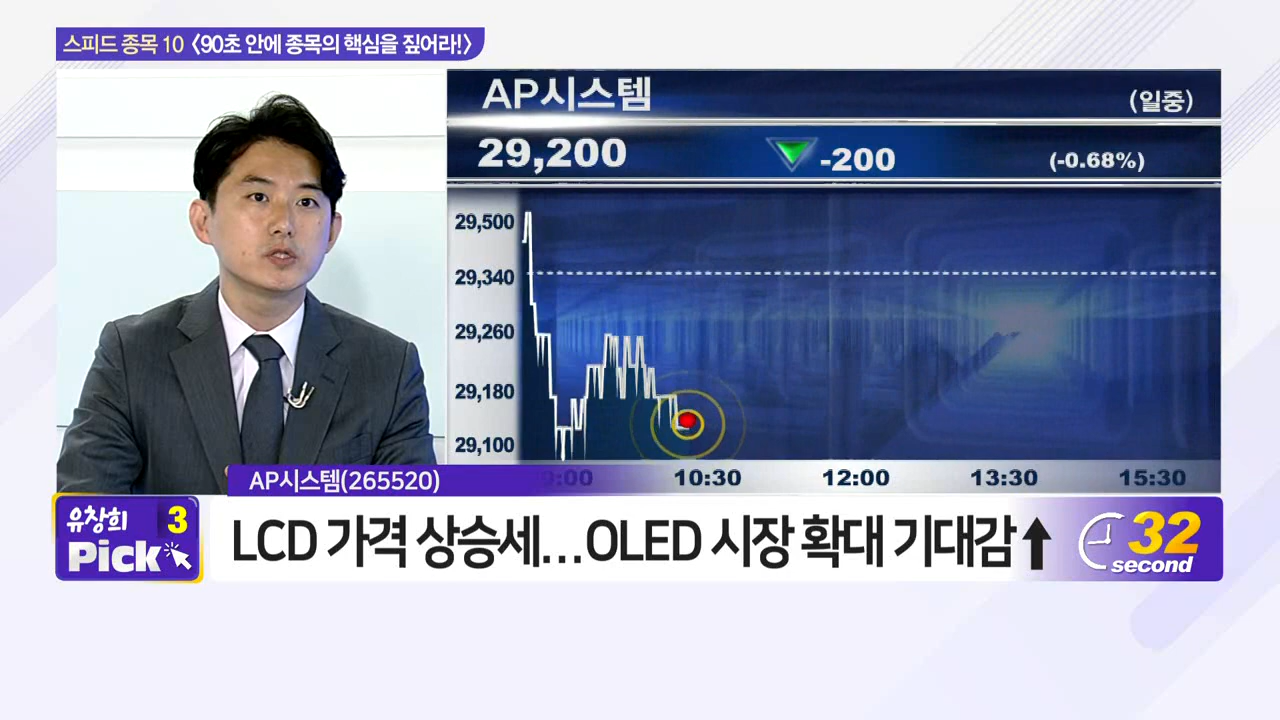 스피드 종목 10 <90초 안에 종목의 핵심을 짚어라!>
AP시스템
(일중)
29,200
-200
(-0.68%)
29,500
29,340
29,260
29,180
29,100
10:30
12:00
13:30
15:30
AP시스템(265520)
유창희 3
Pick
LCD 가격 상승세...OLED 시장 확대 기대감↑
32
second